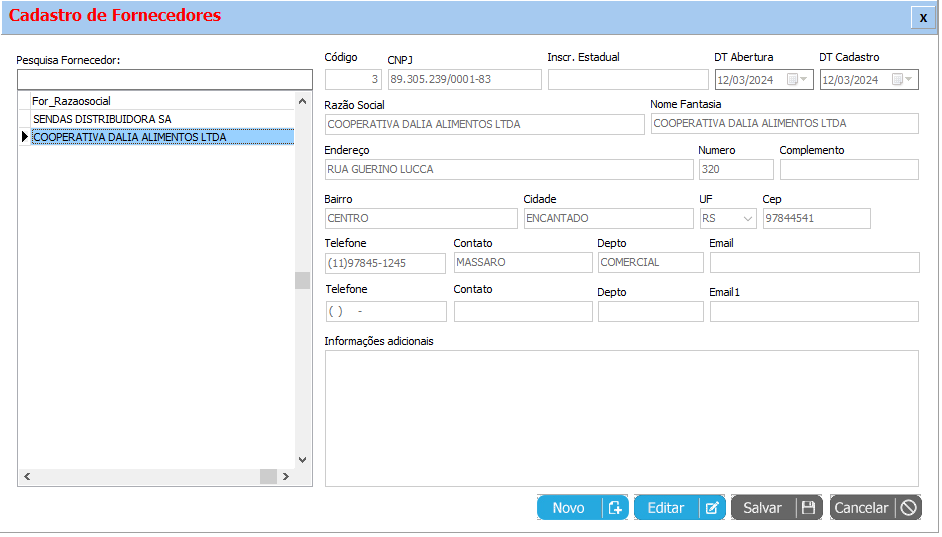 Cadastro de Fornecedores
x
Pesquisa Fornecedor:
For_Razaosocial
SENDAS DISTRIBUIDORA SA
COOPERATIVA DALIA ALIMENTOS LTDA
Código CNPJ Inscr. Estadual DT Abertura DT Cadastro
3 89.305.239/0001-83 12/03/2024 12/03/2024
Razão Social Nome Fantasia
COOPERATIVA DALIA ALIMENTOS LTDA COOPERATIVA DALIA ALIMENTOS LTDA
Endereço Numero Complemento
RUA GUERINO LUCCA 320
Bairro Cidade UF Cep
CENTRO ENCANTADO RS 97844541
Telefone Contato Depto Email
(11)97845-1245 MASSARO COMERCIAL
Telefone Contato Depto Email1
( ) -
Informações adicionais
Novo Editar Salvar Cancelar